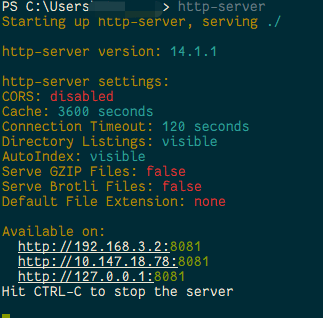 PS C:\Users > http-server
Starting up http-server, serving ./
http-server version: 14.1.1
http-server settings:
CORS: disabled
Cache: 3600 seconds
Connection Timeout: 120 seconds
Directory Listings: visible
AutoIndex: visible
Serve GZIP Files: false
Serve Brotli Files: false
Default File Extension: none
Available on:
http://192.168.3.2:8081
http://10.147.18.78:8081
http://127.0.0.1:8081
Hit CTRL-C to stop the server